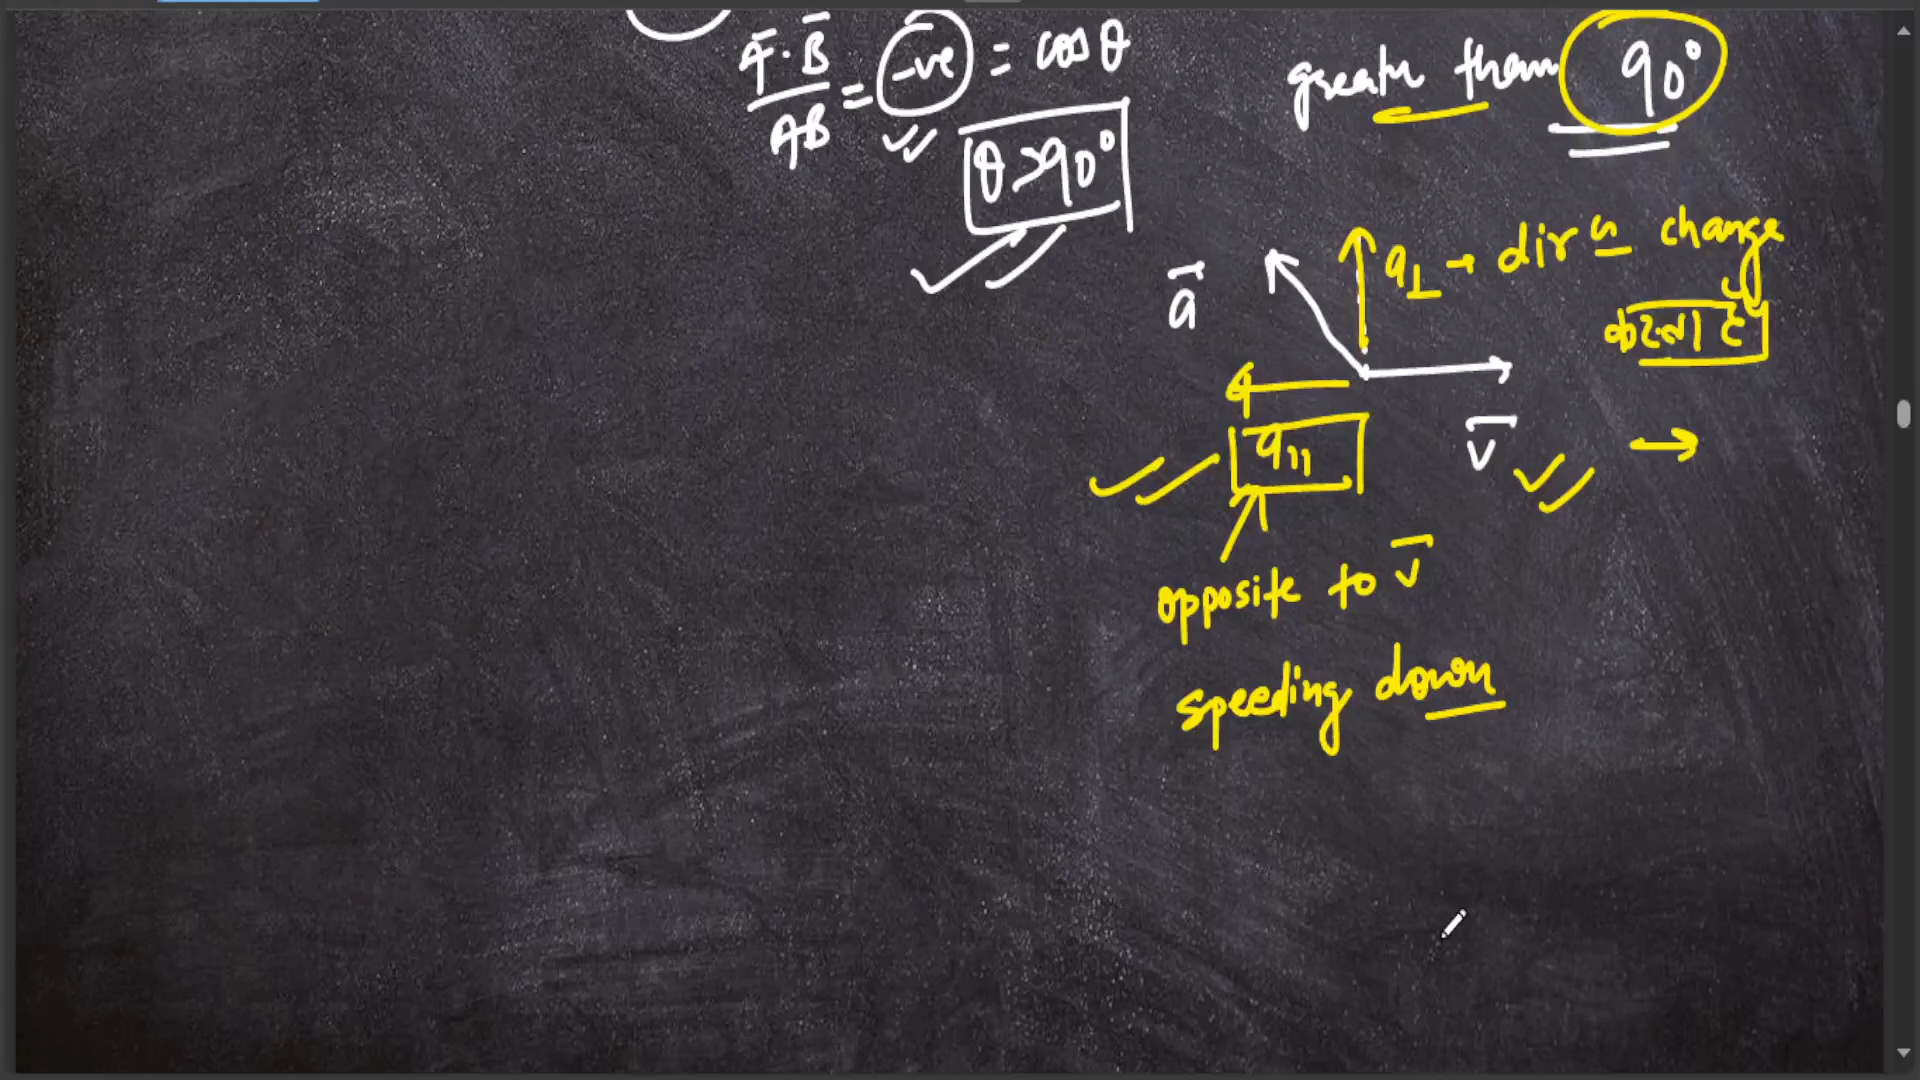 Ā·B̄/AB = -ve = cos θ
θ>90°
greater than 90°
ā
a⊥ → dirⁿ change
करता है
a||
v̄ →
opposite to v̄
speeding down